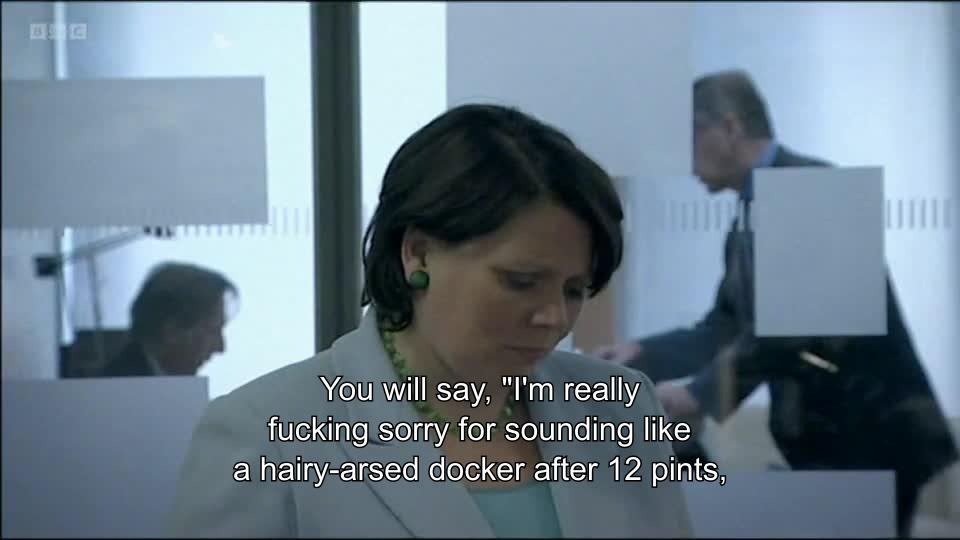 BBC
You will say, "I'm really
fucking sorry for sounding like
a hairy-arsed docker after 12 pints,